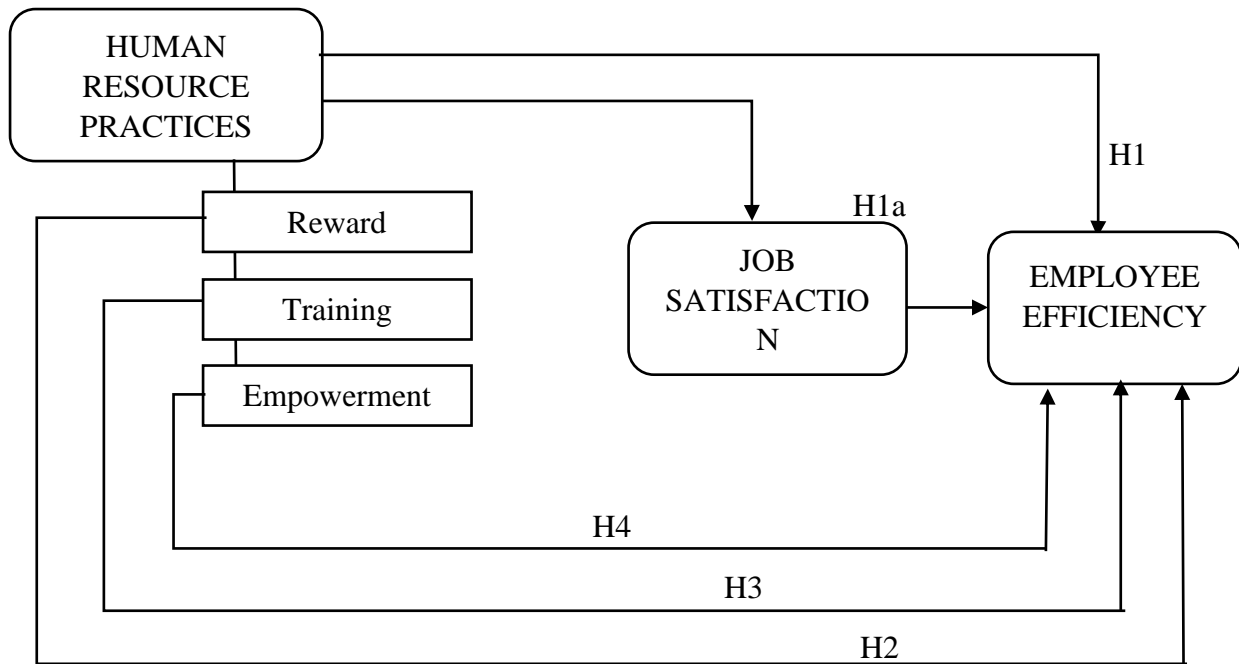 HUMAN
RESOURCE
PRACTICES
H1
Reward
H1a
JOB
SATISFACTIO
N
EMPLOYEE
EFFICIENCY
Training
Empowerment
H4
H3
H2